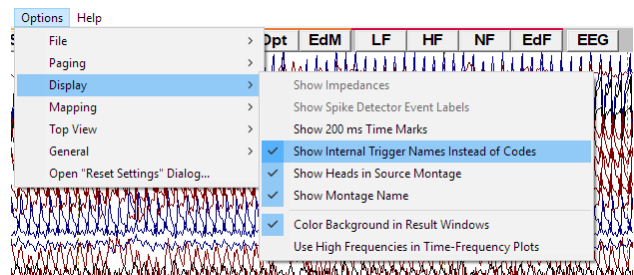 Options Help
Opt EdM LF HF NF EdF EEG
File
Paging
Display
Mapping
Top View
General
Open "Reset Settings" Dialog...
Show Impedances
Show Spike Detector Event Labels
Show 200 ms Time Marks
Show Internal Trigger Names Instead of Codes
Show Heads in Source Montage
Show Montage Name
Color Background in Result Windows
Use High Frequencies in Time-Frequency Plots